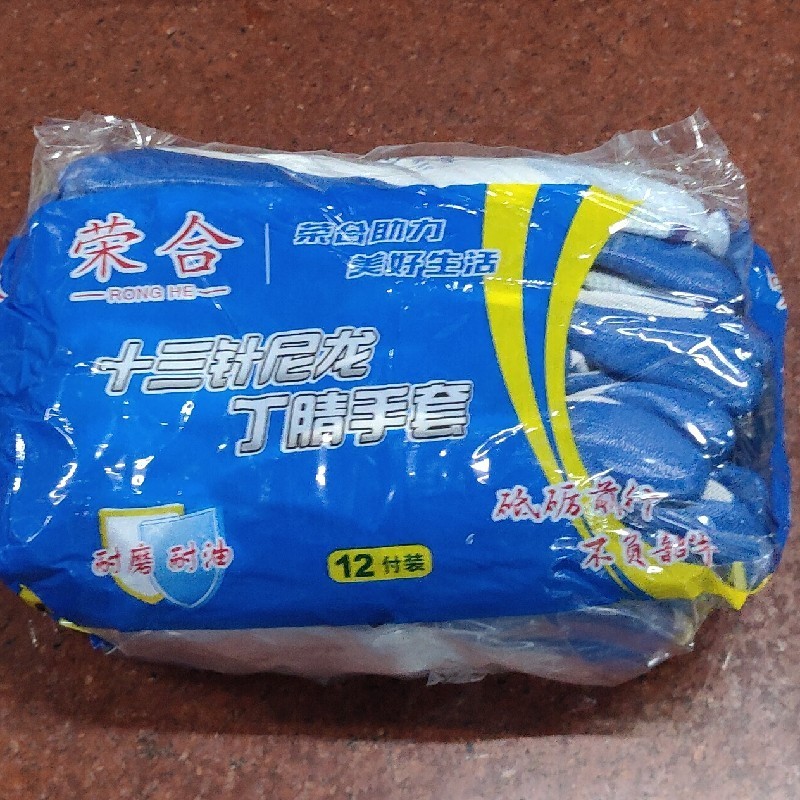 荣合
RONG HE
荣合助力
美好生活
十三针尼龙
丁腈手套
砥砺前行
不负韶华
耐磨 耐油
12付装